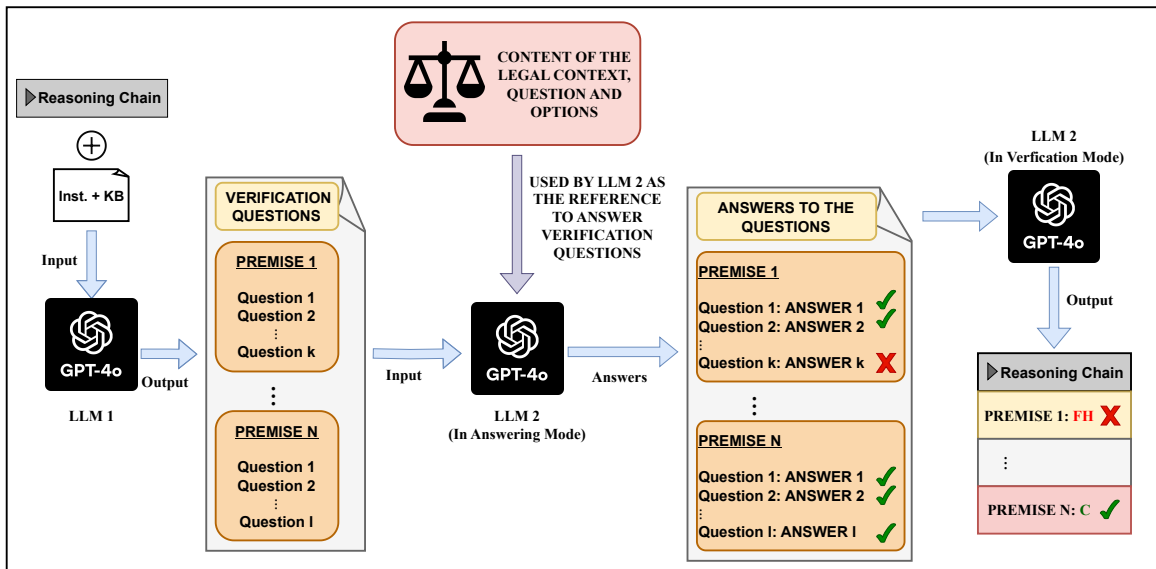 Reasoning Chain
Inst. + KB
Input
GPT-4o
LLM 1
Output
VERIFICATION
QUESTIONS
PREMISE 1
Question 1
Question 2
⋮
Question k
⋮
PREMISE N
Question 1
Question 2
⋮
Question l
Input
CONTENT OF THE
LEGAL CONTEXT,
QUESTION AND
OPTIONS
USED BY LLM 2 AS
THE REFERENCE
TO ANSWER
VERIFICATION
QUESTIONS
GPT-4o
LLM 2
(In Answering Mode)
Answers
ANSWERS TO THE
QUESTIONS
PREMISE 1
Question 1: ANSWER 1
Question 2: ANSWER 2
⋮
Question k: ANSWER k
⋮
PREMISE N
Question 1: ANSWER 1
Question 2: ANSWER 2
⋮
Question l: ANSWER l
LLM 2
(In Verfication Mode)
GPT-4o
Output
Reasoning Chain
PREMISE 1: FH
⋮
PREMISE N: C